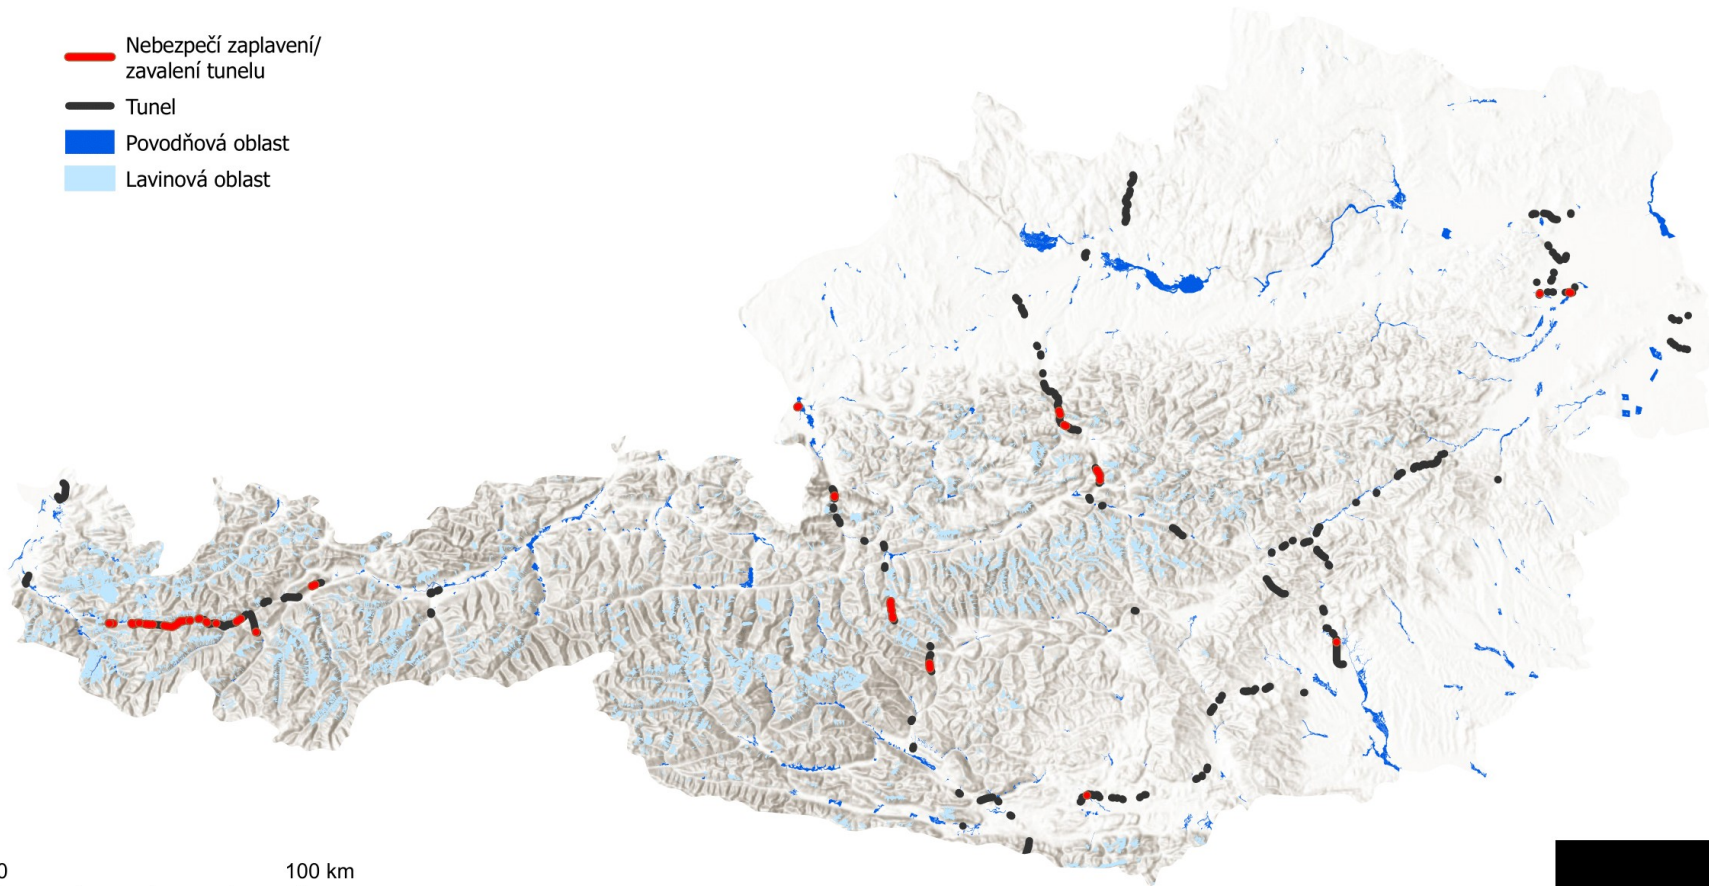 Nebezpečí zaplavení/
zavalení tunelu
Tunel
Povodňová oblast
Lavinová oblast
0 100 km